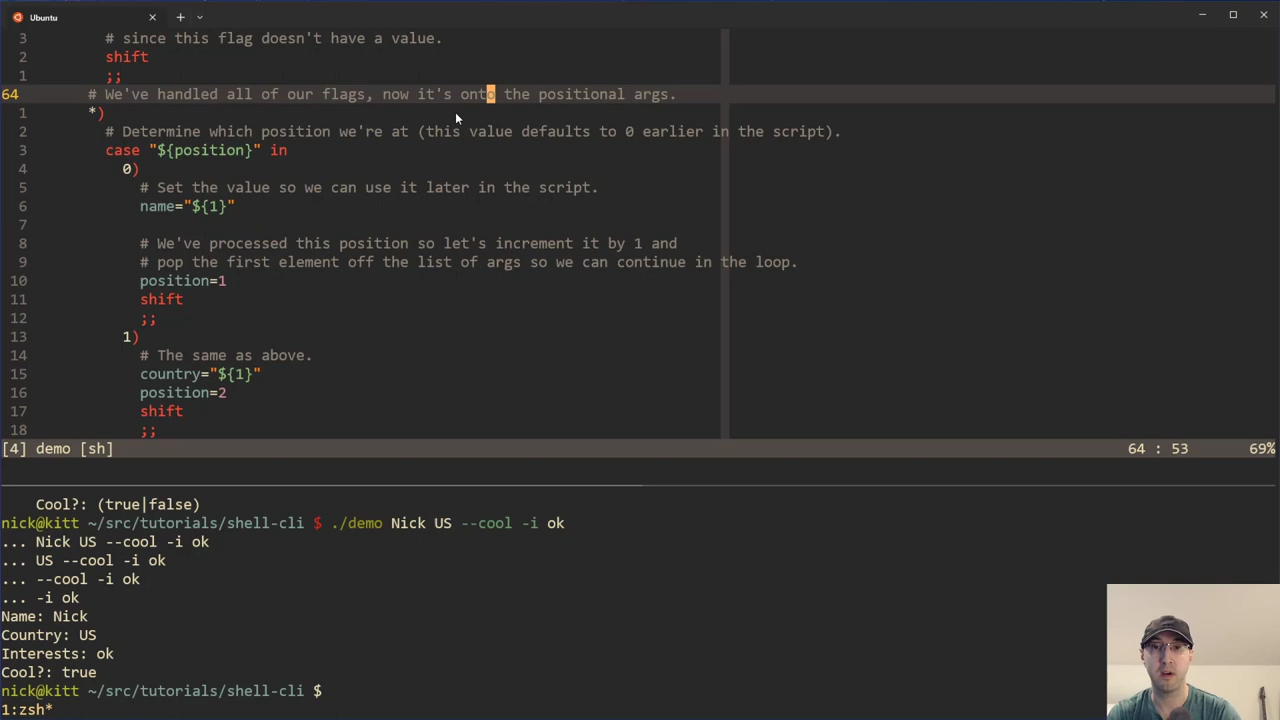 Ubuntu
3 # since this flag doesn't have a value.
2 shift
1 ;;
64 # We've handled all of our flags, now it's onto the positional args.
1 *)
2 # Determine which position we're at (this value defaults to 0 earlier in the script).
3 case "${position}" in
4 0)
5 # Set the value so we can use it later in the script.
6 name="${1}"
7
8 # We've processed this position so let's increment it by 1 and
9 # pop the first element off the list of args so we can continue in the loop.
10 position=1
11 shift
12 ;;
13 1)
14 # The same as above.
15 country="${1}"
16 position=2
17 shift
18 ;;
[4] demo [sh] 64 : 53 69%
Cool?: (true|false)
nick@kitt ~/src/tutorials/shell-cli $ ./demo Nick US --cool -i ok
... Nick US --cool -i ok
... US --cool -i ok
... --cool -i ok
... -i ok
Name: Nick
Country: US
Interests: ok
Cool?: true
nick@kitt ~/src/tutorials/shell-cli $
1:zsh*